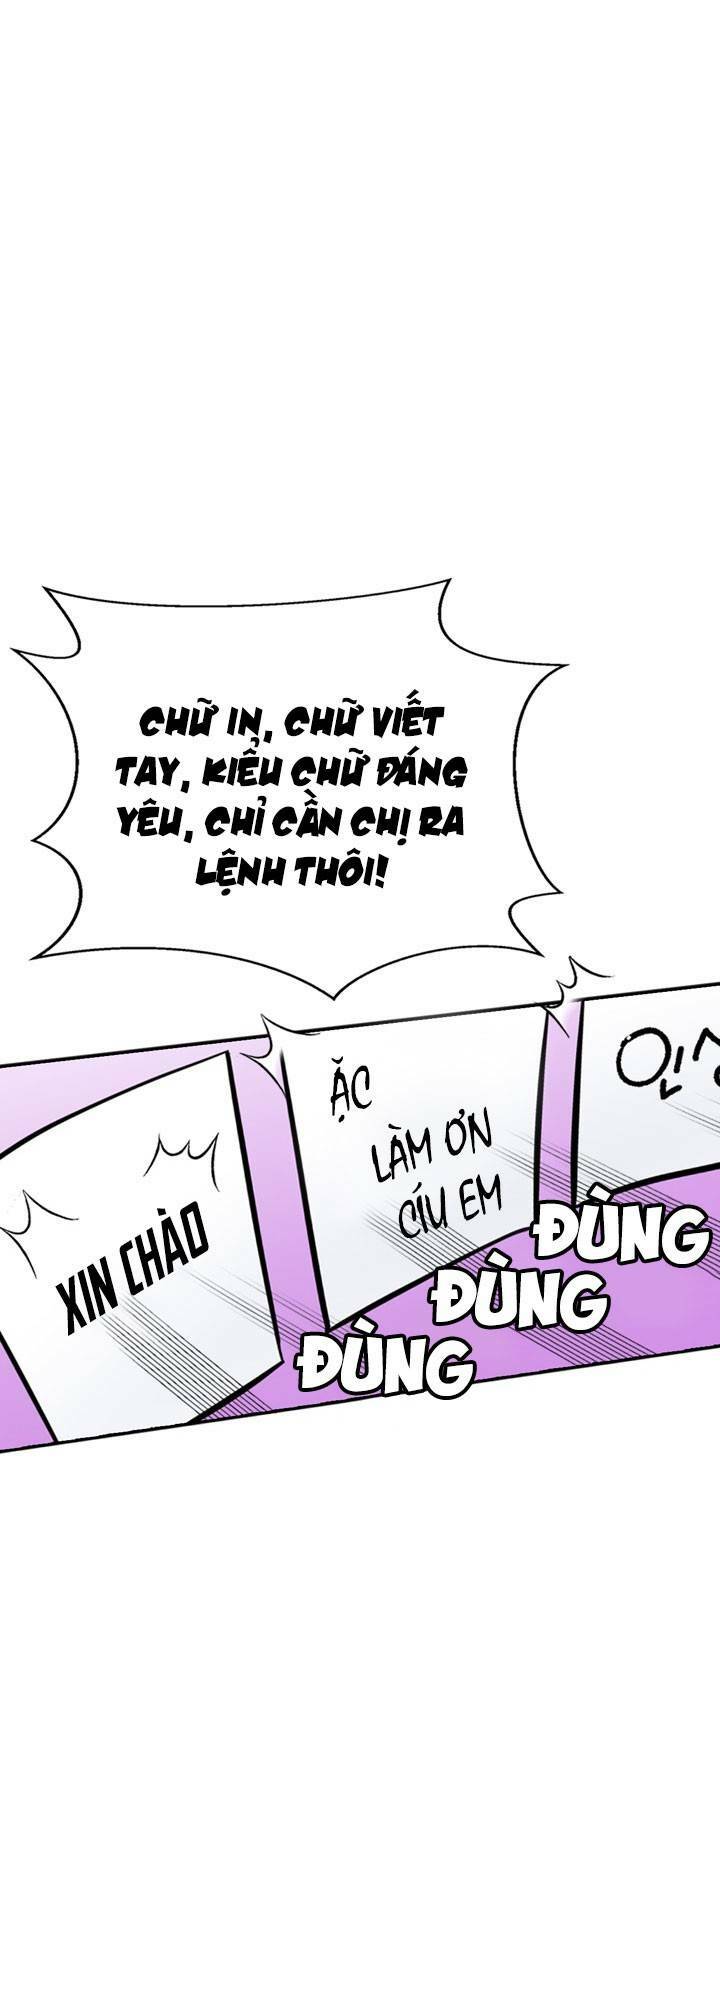 CHỮ IN, CHỮ VIẾT
TAY, KIỂU CHỮ ĐÁNG
YÊU, CHỈ CẦN CHỊ RA
LỆNH THÔI!
XIN CHÀO
ẶC
LÀM ƠN
CÍU EM
ĐÙNG
ĐÙNG
ĐÙNG